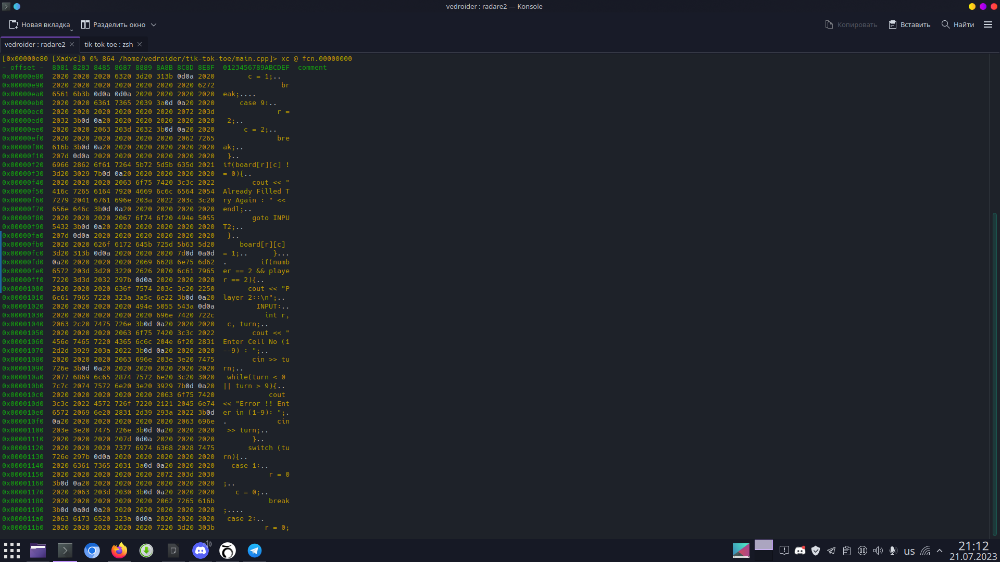 vedroider : radare2 — Konsole
Новая вкладка Разделить окно Копировать Вставить Найти
vedroider : radare2 tik-tok-toe : zsh
[0x00000e80 [Xadvc]0 0% 864 /home/vedroider/tik-tok-toe/main.cpp]> xc @ fcn.00000000
- offset -  8081 8283 8485 8687 8889 8A8B 8C8D 8E8F  0123456789ABCDEF  comment
0x00000e80  2020 2020 2020 6320 3d20 313b 0d0a 2020        c = 1;..
0x00000e90  2020 2020 2020 2020 2020 2020 2020 6272                br
0x00000ea0  6561 6b3b 0d0a 0d0a 2020 2020 2020 2020  eak;....
0x00000eb0  2020 2020 6361 7365 2039 3a0d 0a20 2020      case 9:..
0x00000ec0  2020 2020 2020 2020 2020 2020 2072 203d               r =
0x00000ed0  2032 3b0d 0a20 2020 2020 2020 2020 2020   2;..
0x00000ee0  2020 2020 2063 203d 2032 3b0d 0a20 2020       c = 2;..
0x00000ef0  2020 2020 2020 2020 2020 2020 2062 7265               bre
0x00000f00  616b 3b0d 0a20 2020 2020 2020 2020 2020  ak;..
0x00000f10  207d 0d0a 2020 2020 2020 2020 2020 2020   }..
0x00000f20  6966 2862 6f61 7264 5b72 5d5b 635d 2021  if(board[r][c] !
0x00000f30  3d20 3029 7b0d 0a20 2020 2020 2020 2020  = 0){..
0x00000f40  2020 2020 2020 2063 6f75 7420 3c3c 2022         cout << "
0x00000f50  416c 7265 6164 7920 4669 6c6c 6564 2054  Already Filled T
0x00000f60  7279 2041 6761 696e 203a 2022 203c 3c20  ry Again : " <<
0x00000f70  656e 646c 3b0d 0a20 2020 2020 2020 2020  endl;..
0x00000f80  2020 2020 2020 2067 6f74 6f20 494e 5055         goto INPU
0x00000f90  5432 3b0d 0a20 2020 2020 2020 2020 2020  T2;..
0x00000fa0  207d 0d0a 2020 2020 2020 2020 2020 2020   }..
0x00000fb0  2020 2020 626f 6172 645b 725d 5b63 5d20      board[r][c]
0x00000fc0  3d20 313b 0d0a 2020 2020 2020 7d0d 0a0d  = 1;..      }...
0x00000fd0  0a20 2020 2020 2020 2069 6628 6e75 6d62  .        if(numb
0x00000fe0  6572 203d 3d20 3220 2626 2070 6c61 7965  er == 2 && playe
0x00000ff0  7220 3d3d 2032 297b 0d0a 2020 2020 2020  r == 2){..
0x00001000  2020 2020 2020 636f 7574 203c 3c20 2250        cout << "P
0x00001010  6c61 7965 7220 323a 3a5c 6e22 3b0d 0a20  layer 2::\n";..
0x00001020  2020 2020 2020 2020 494e 5055 543a 0d0a          INPUT:..
0x00001030  2020 2020 2020 2020 2020 696e 7420 722c            int r,
0x00001040  2063 2c20 7475 726e 3b0d 0a20 2020 2020   c, turn;..
0x00001050  2020 2020 2020 2063 6f75 7420 3c3c 2022         cout << "
0x00001060  456e 7465 7220 4365 6c6c 204e 6f20 2831  Enter Cell No (1
0x00001070  2d2d 3929 203a 2022 3b0d 0a20 2020 2020  --9) : ";..
0x00001080  2020 2020 2020 2063 696e 203e 3e20 7475         cin >> tu
0x00001090  726e 3b0d 0a20 2020 2020 2020 2020 2020  rn;..
0x000010a0  2077 6869 6c65 2874 7572 6e20 3c20 3020   while(turn < 0
0x000010b0  7c7c 2074 7572 6e20 3e20 3929 7b0d 0a20  || turn > 9){..
0x000010c0  2020 2020 2020 2020 2020 2063 6f75 7420             cout
0x000010d0  3c3c 2022 4572 726f 7220 2121 2045 6e74  << "Error !! Ent
0x000010e0  6572 2069 6e20 2831 2d39 293a 2022 3b0d  er in (1-9): ";.
0x000010f0  0a20 2020 2020 2020 2020 2020 2063 696e  .            cin
0x00001100  203e 3e20 7475 726e 3b0d 0a20 2020 2020   >> turn;..
0x00001110  2020 2020 2020 207d 0d0a 2020 2020 2020         }..
0x00001120  2020 2020 2020 7377 6974 6368 2028 7475        switch (tu
0x00001130  726e 297b 0d0a 2020 2020 2020 2020 2020  rn){..
0x00001140  2020 6361 7365 2031 3a0d 0a20 2020 2020    case 1:..
0x00001150  2020 2020 2020 2020 2020 2072 203d 2030             r = 0
0x00001160  3b0d 0a20 2020 2020 2020 2020 2020 2020  ;..
0x00001170  2020 2063 203d 2030 3b0d 0a20 2020 2020     c = 0;..
0x00001180  2020 2020 2020 2020 2020 2062 7265 616b             break
0x00001190  3b0d 0a0d 0a20 2020 2020 2020 2020 2020  ;....
0x000011a0  2063 6173 6520 323a 0d0a 2020 2020 2020   case 2:..
0x000011b0  2020 2020 2020 2020 2020 7220 3d20 303b            r = 0;
us
21:12
21.07.2023